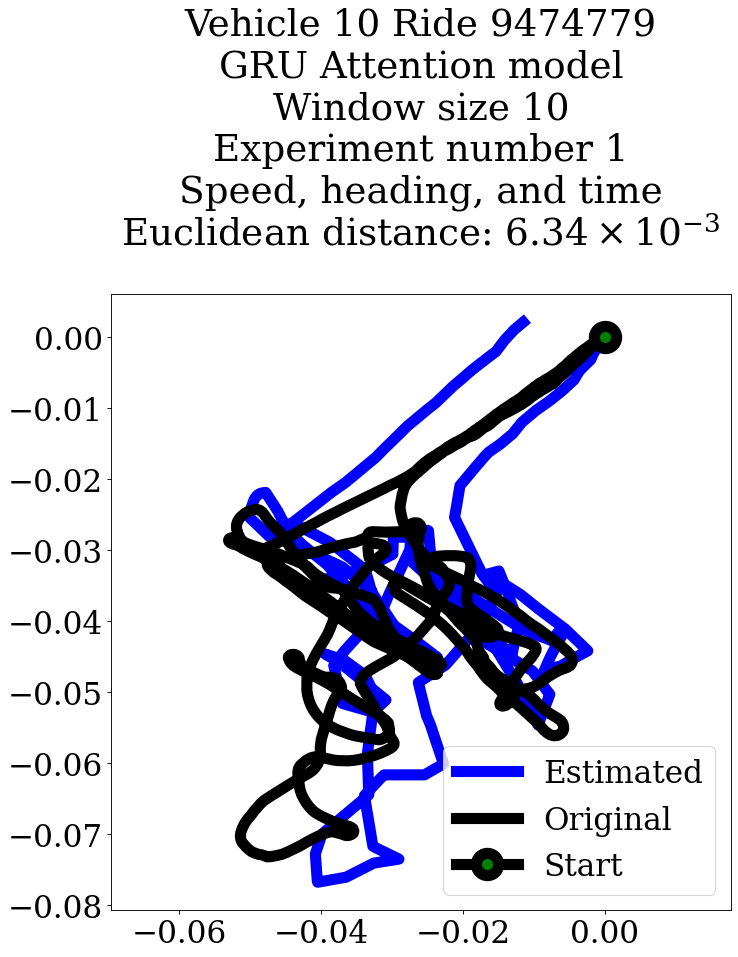 Vehicle 10 Ride 9474779
GRU Attention model
Window size 10
Experiment number 1
Speed, heading, and time
Euclidean distance: 6.34 × 10⁻³
0.00
−0.01
−0.02
−0.03
−0.04
−0.05
−0.06
−0.07
−0.08
Estimated
Original
Start
−0.06 −0.04 −0.02 0.00